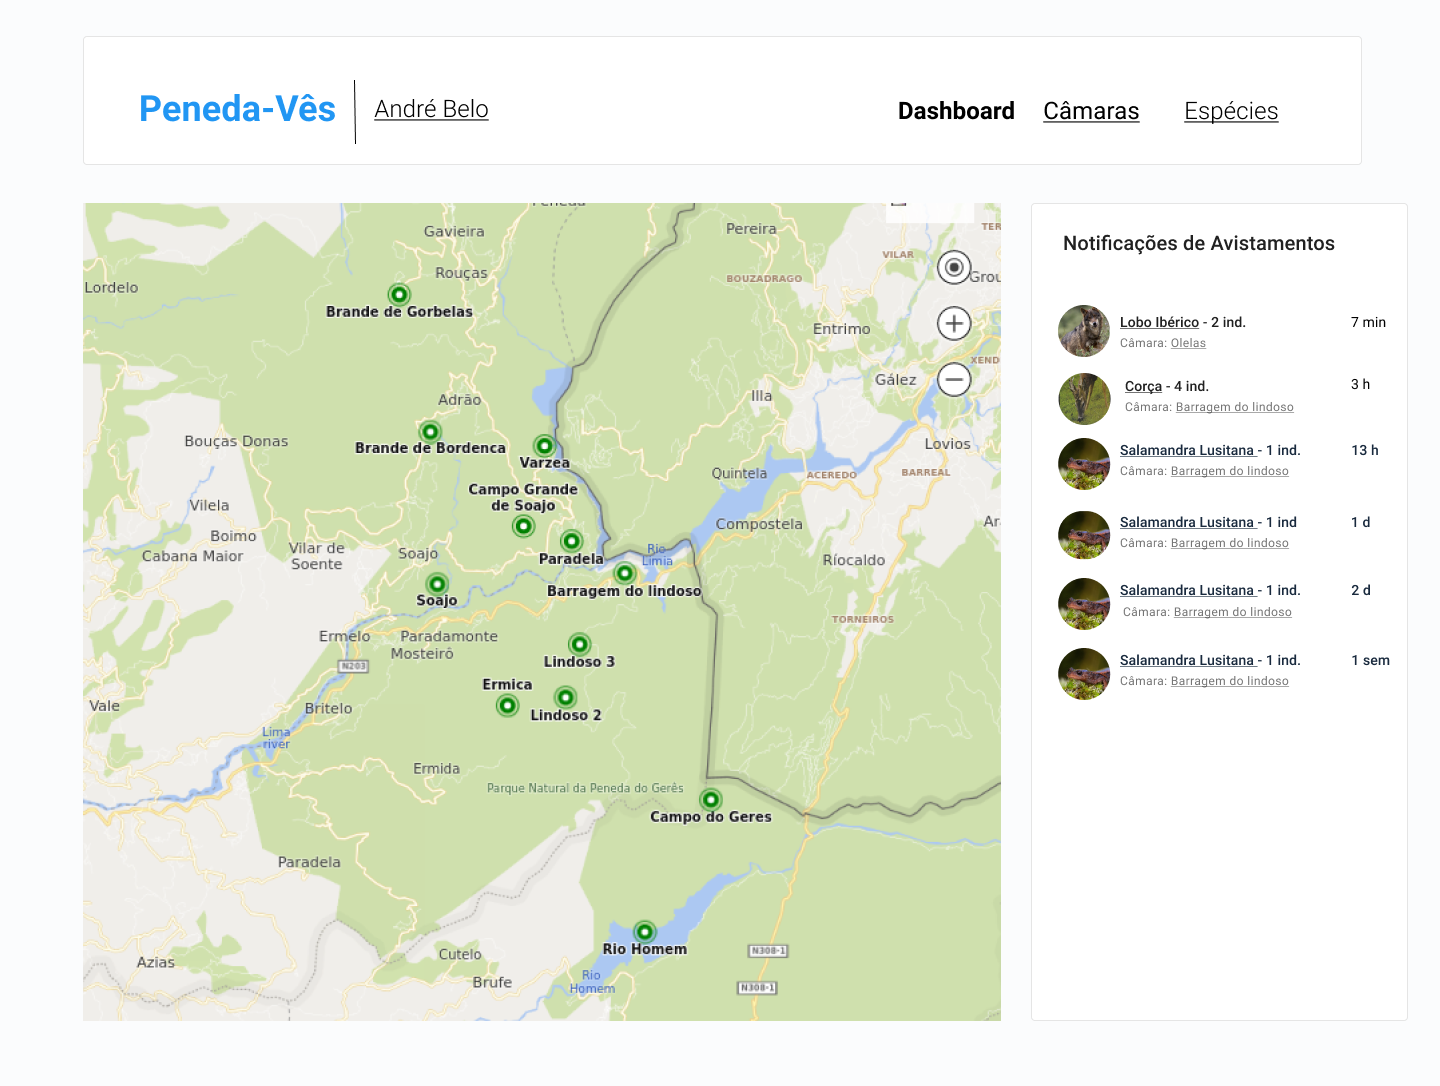 Peneda-Vês
André Belo
Dashboard
Câmaras
Espécies
Peneda
Gavieira
Pereira
VILAR
Rouças
BOUZADRAGO
Lordelo
Brande de Gorbelas
Entrimo
Gález
Illa
Adrão
Bouças Donas
Brande de Bordenca
Varzea
Lovios
Quintela
ACEREDO
BARREAL
Campo Grande
de Soajo
Vilela
Compostela
Boimo
Cabana Maior
Vilar de
Soente
Soajo
Paradela
Rio
Limia
Ríocaldo
Barragem do lindoso
Soajo
TORNEIROS
Ermelo
Paradamonte
Mosteirô
N203
Lindoso 3
Ermica
Lindoso 2
Vale
Britelo
Lima
river
Ermida
Parque Natural da Peneda do Gerês
Campo do Geres
Paradela
Rio Homem
N308-1
Cutelo
Azias
Brufe
Rio
Homem
N308-1
Notificações de Avistamentos
Lobo Ibérico - 2 ind.
7 min
Câmara: Olelas
Corça - 4 ind.
3 h
Câmara: Barragem do lindoso
Salamandra Lusitana - 1 ind.
13 h
Câmara: Barragem do lindoso
Salamandra Lusitana - 1 ind
1 d
Câmara: Barragem do lindoso
Salamandra Lusitana - 1 ind.
2 d
Câmara: Barragem do lindoso
Salamandra Lusitana - 1 ind.
1 sem
Câmara: Barragem do lindoso